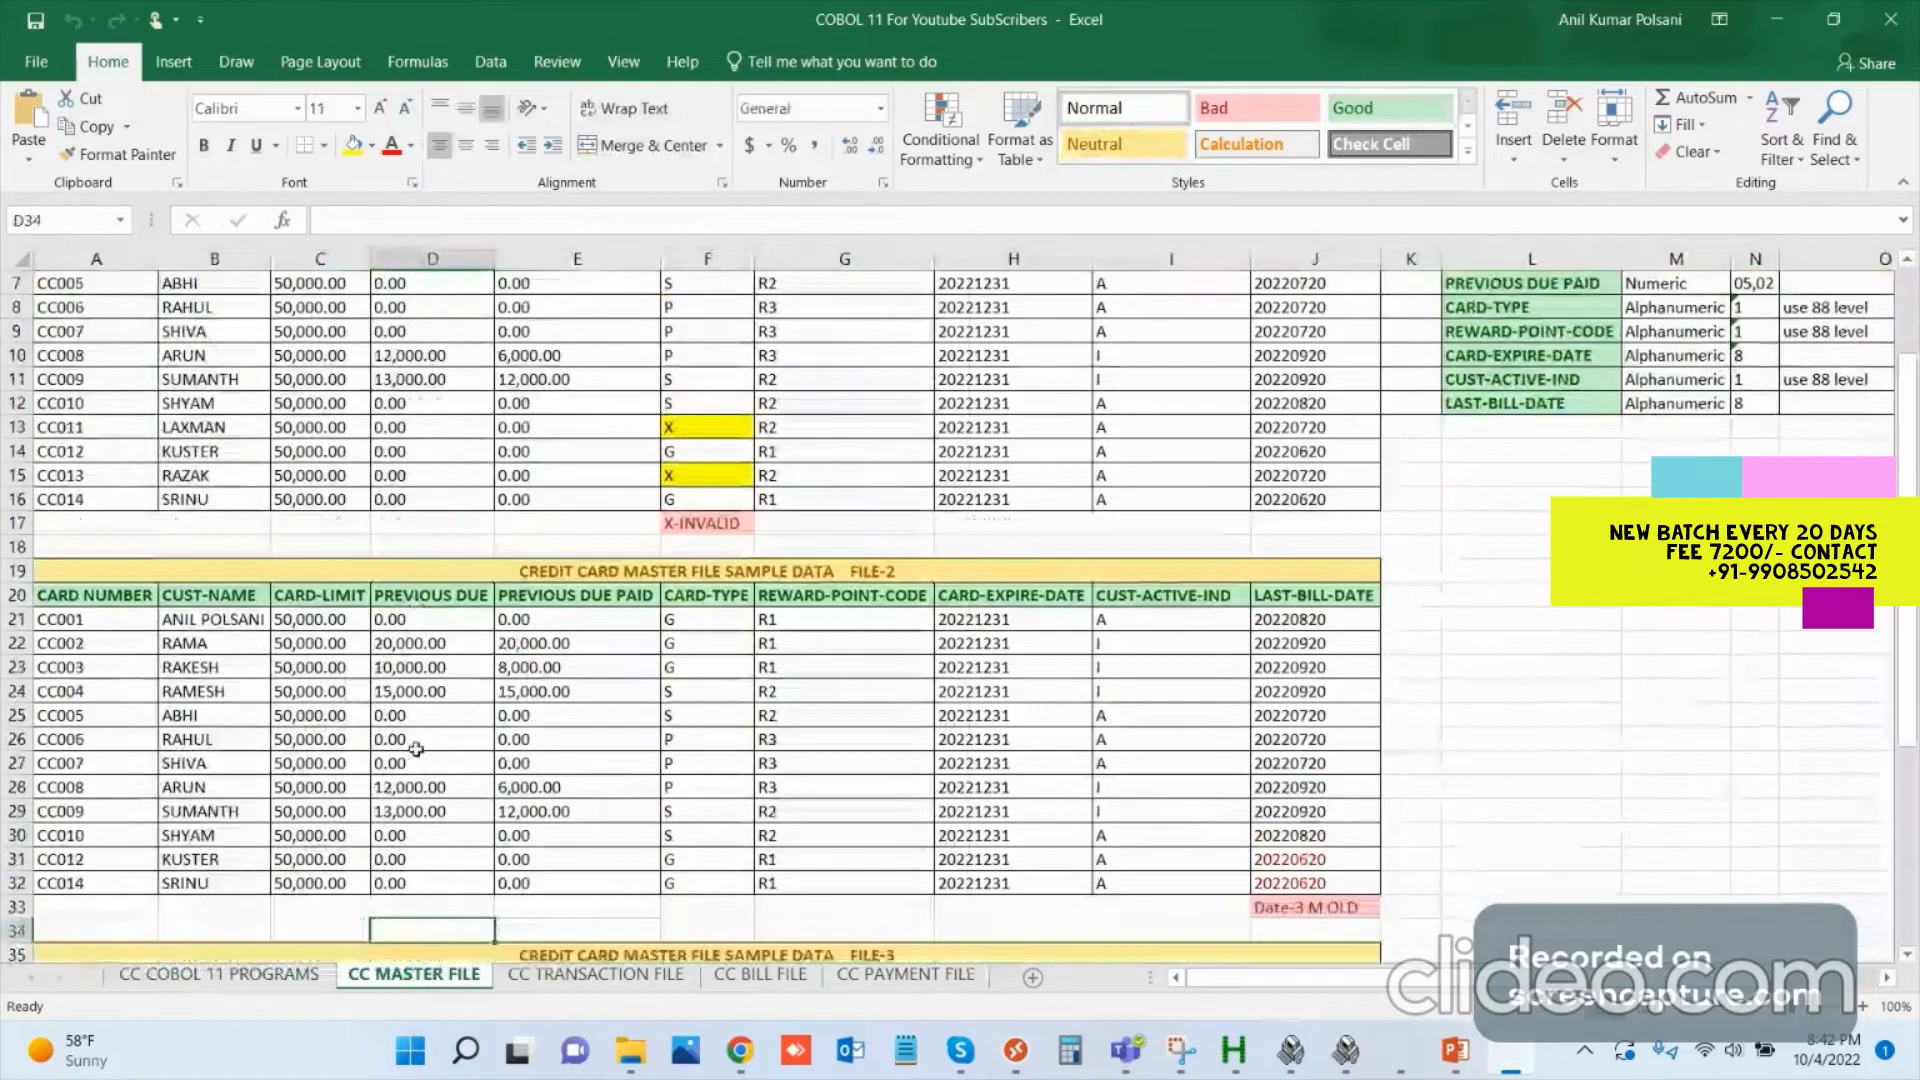 COBOL 11 For Youtube SubScribers - Excel
Anil Kumar Polsani
File Home Insert Draw Page Layout Formulas Data Review View Help Tell me what you want to do
Share
Paste
Cut
Copy
Format Painter
Clipboard
Calibri 11
B I U
Font
Wrap Text
Merge & Center
Alignment
General
$ % ,
Number
Conditional Formatting
Format as Table
Normal Bad Good
Neutral Calculation Check Cell
Styles
Insert Delete Format
Cells
AutoSum
Fill
Clear
Sort & Filter
Find & Select
Editing
D34 fx
A B C D E F G H I J K L M N O
7 CC005 ABHI 50,000.00 0.00 0.00 S R2 20221231 A 20220720 PREVIOUS DUE PAID Numeric 05,02
8 CC006 RAHUL 50,000.00 0.00 0.00 P R3 20221231 A 20220720 CARD-TYPE Alphanumeric 1 use 88 level
9 CC007 SHIVA 50,000.00 0.00 0.00 P R3 20221231 A 20220720 REWARD-POINT-CODE Alphanumeric 1 use 88 level
10 CC008 ARUN 50,000.00 12,000.00 6,000.00 P R3 20221231 I 20220920 CARD-EXPIRE-DATE Alphanumeric 8
11 CC009 SUMANTH 50,000.00 13,000.00 12,000.00 S R2 20221231 I 20220920 CUST-ACTIVE-IND Alphanumeric 1 use 88 level
12 CC010 SHYAM 50,000.00 0.00 0.00 S R2 20221231 A 20220820 LAST-BILL-DATE Alphanumeric 8
13 CC011 LAXMAN 50,000.00 0.00 0.00 X R2 20221231 A 20220720
14 CC012 KUSTER 50,000.00 0.00 0.00 G R1 20221231 A 20220620
15 CC013 RAZAK 50,000.00 0.00 0.00 X R2 20221231 A 20220720
16 CC014 SRINU 50,000.00 0.00 0.00 G R1 20221231 A 20220620
17 X-INVALID
18
19 CREDIT CARD MASTER FILE SAMPLE DATA FILE-2
20 CARD NUMBER CUST-NAME CARD-LIMIT PREVIOUS DUE PREVIOUS DUE PAID CARD-TYPE REWARD-POINT-CODE CARD-EXPIRE-DATE CUST-ACTIVE-IND LAST-BILL-DATE
21 CC001 ANIL POLSANI 50,000.00 0.00 0.00 G R1 20221231 A 20220820
22 CC002 RAMA 50,000.00 20,000.00 20,000.00 G R1 20221231 I 20220920
23 CC003 RAKESH 50,000.00 10,000.00 8,000.00 G R1 20221231 I 20220920
24 CC004 RAMESH 50,000.00 15,000.00 15,000.00 S R2 20221231 I 20220920
25 CC005 ABHI 50,000.00 0.00 0.00 S R2 20221231 A 20220720
26 CC006 RAHUL 50,000.00 0.00 0.00 P R3 20221231 A 20220720
27 CC007 SHIVA 50,000.00 0.00 0.00 P R3 20221231 A 20220720
28 CC008 ARUN 50,000.00 12,000.00 6,000.00 P R3 20221231 I 20220920
29 CC009 SUMANTH 50,000.00 13,000.00 12,000.00 S R2 20221231 I 20220920
30 CC010 SHYAM 50,000.00 0.00 0.00 S R2 20221231 A 20220820
31 CC012 KUSTER 50,000.00 0.00 0.00 G R1 20221231 A 20220620
32 CC014 SRINU 50,000.00 0.00 0.00 G R1 20221231 A 20220620
33 Date-3 M OLD
34
35 CREDIT CARD MASTER FILE SAMPLE DATA FILE-3
NEW BATCH EVERY 20 DAYS
FEE 7200/- CONTACT
+91-9908502542
CC COBOL 11 PROGRAMS CC MASTER FILE CC TRANSACTION FILE CC BILL FILE CC PAYMENT FILE
Recorded on
screencapture.com
clideo.com
Ready
100%
58°F
Sunny
8:42 PM
10/4/2022
1